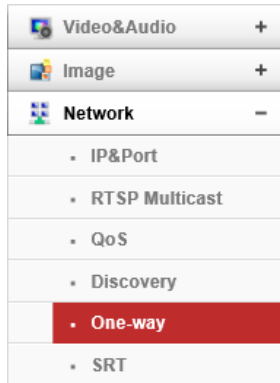 Video&Audio +
Image +
Network −
IP&Port
RTSP Multicast
QoS
Discovery
One-way
SRT